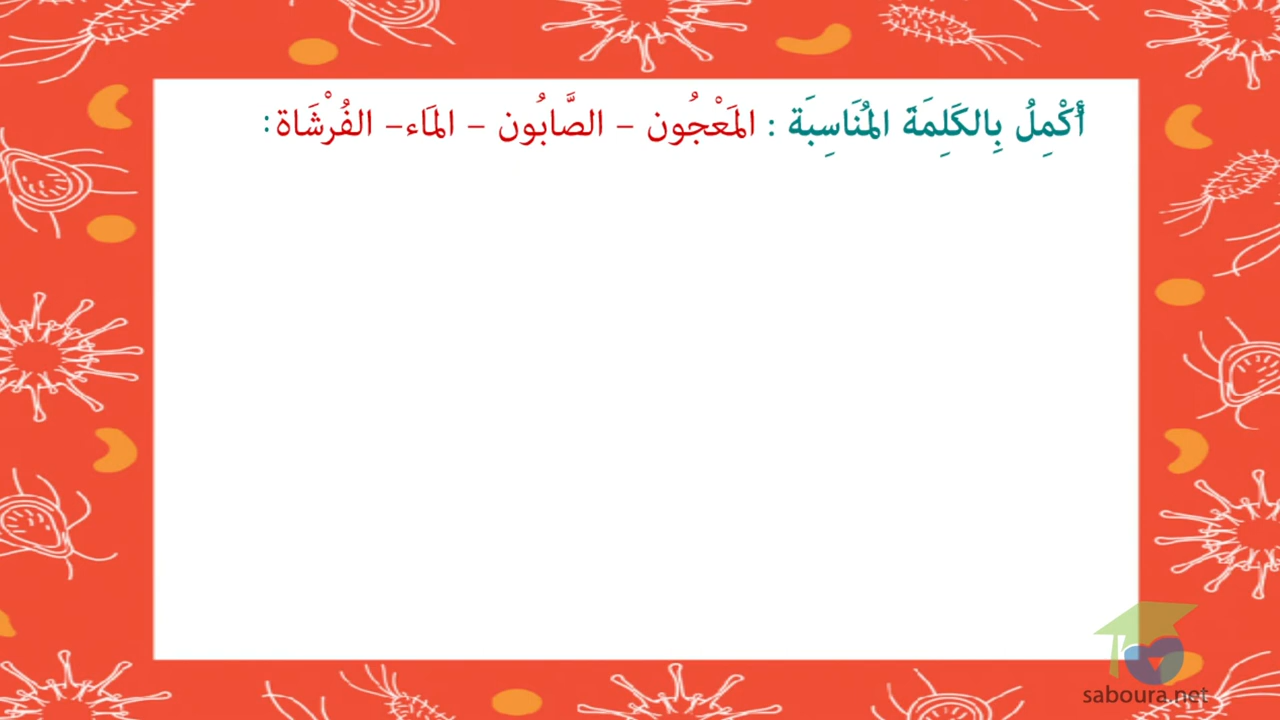 أُكْمِلُ بِالكَلِمَةَ المُنَاسِبَة : المَعْجُون – الصَّابُون – المَاء– الفُرْشَاة :
saboura.net